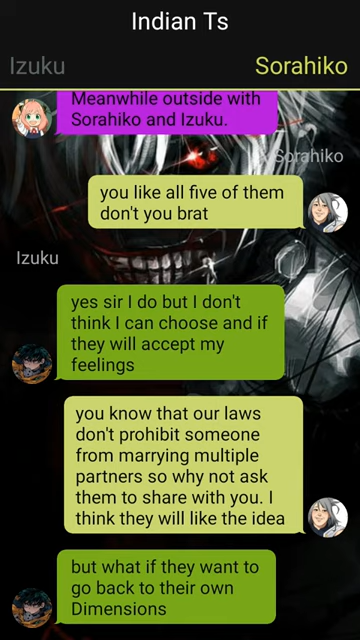 Indian Ts
Izuku Sorahiko
Meanwhile outside with
Sorahiko and Izuku.
Sorahiko
you like all five of them
don't you brat
Izuku
yes sir I do but I don't
think I can choose and if
they will accept my
feelings
you know that our laws
don't prohibit someone
from marrying multiple
partners so why not ask
them to share with you. I
think they will like the idea
but what if they want to
go back to their own
Dimensions